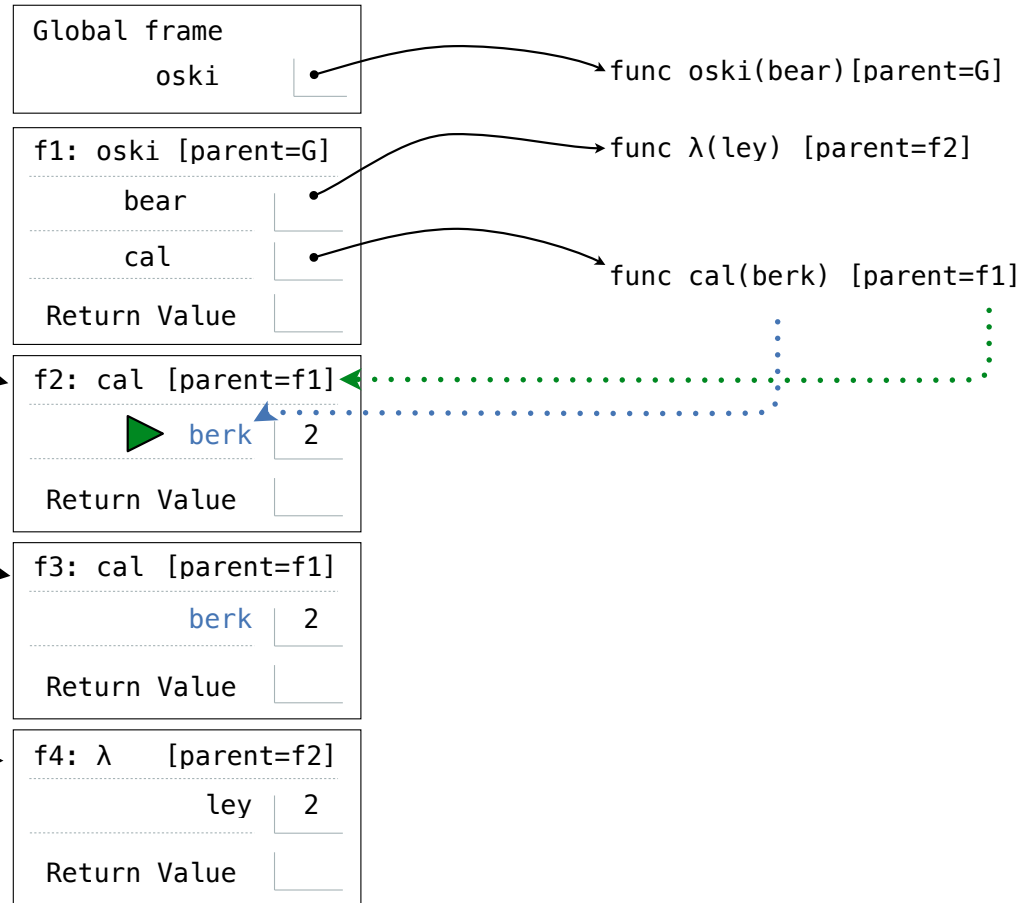 Global frame
oski
func oski(bear)[parent=G]
f1: oski [parent=G]
func λ(ley) [parent=f2]
bear
cal
func cal(berk) [parent=f1]
Return Value
f2: cal [parent=f1]
berk 2
Return Value
f3: cal [parent=f1]
berk 2
Return Value
f4: λ [parent=f2]
ley 2
Return Value